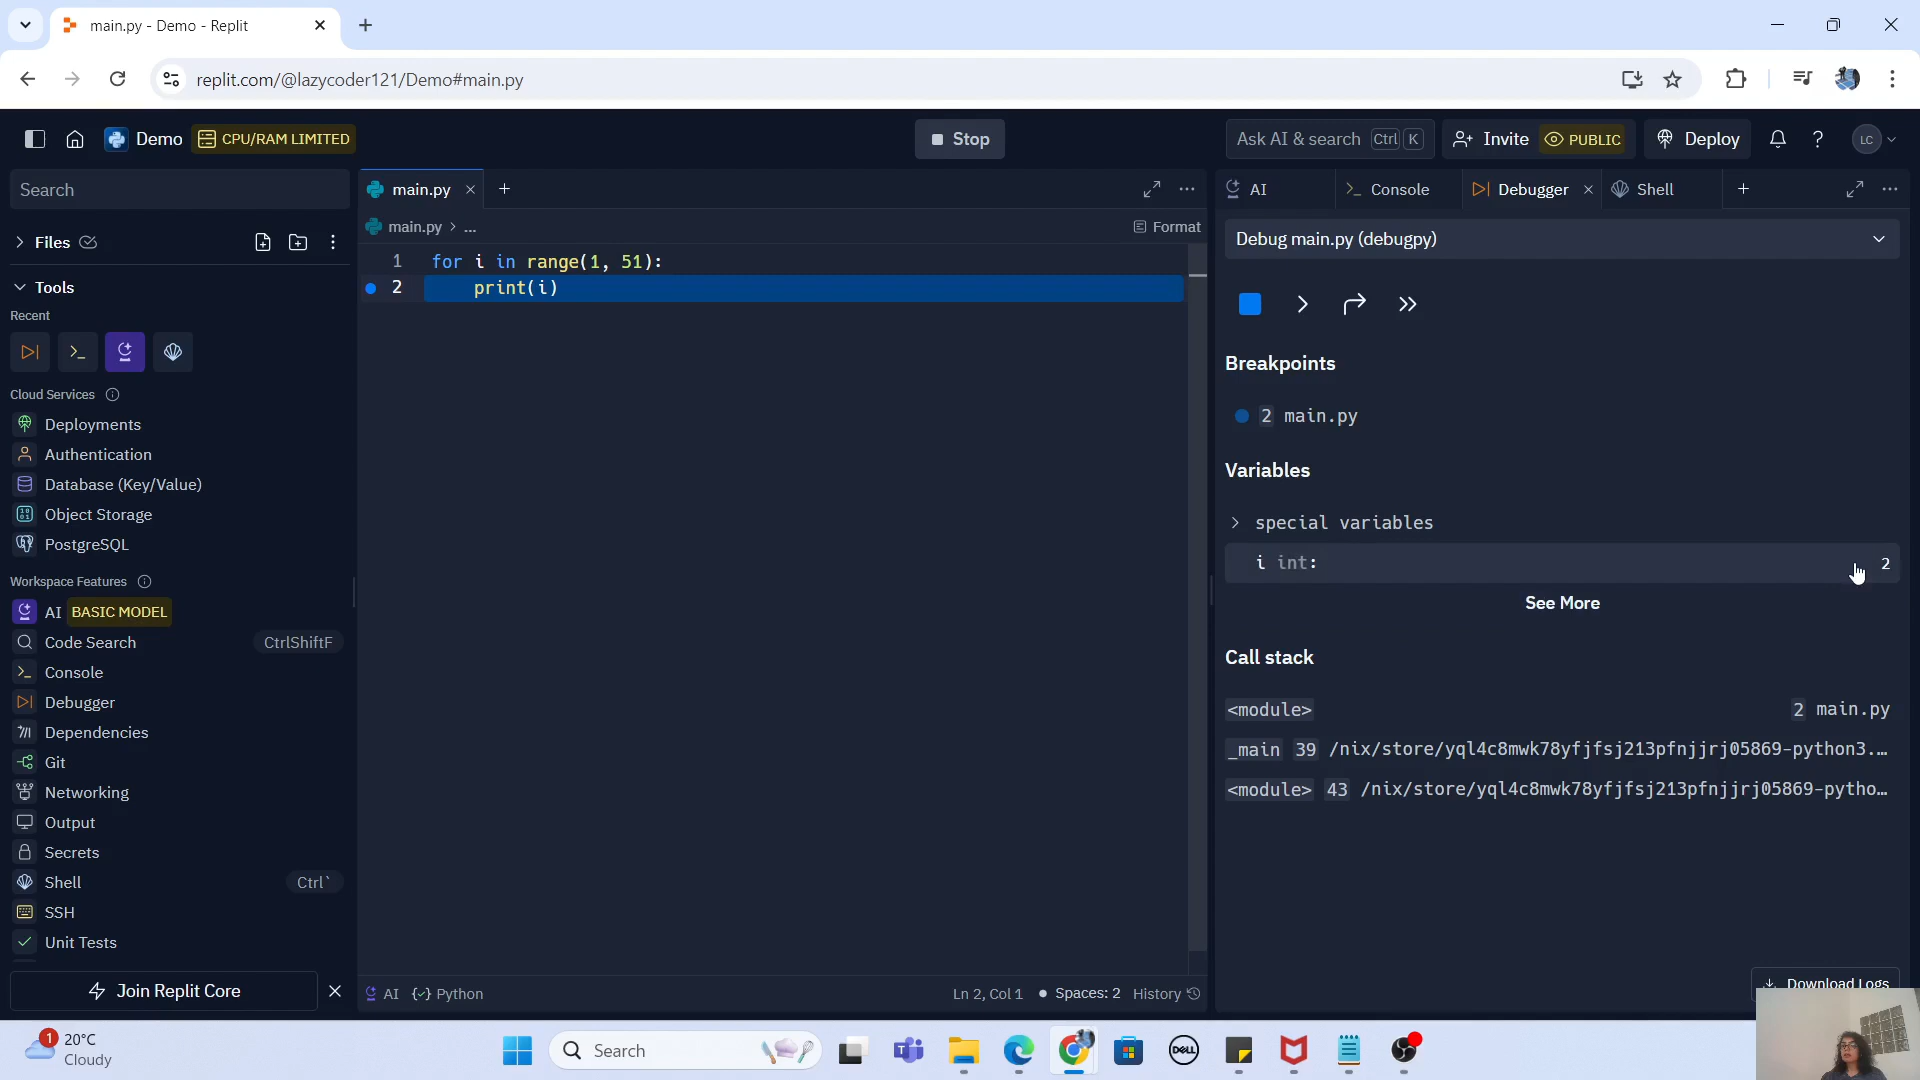 main.py - Demo - Replit
replit.com/@lazycoder121/Demo#main.py
Demo
CPU/RAM LIMITED
Stop
Ask AI & search Ctrl K
Invite PUBLIC
Deploy
LC
Search
Files
Tools
Recent
Cloud Services
Deployments
Authentication
Database (Key/Value)
Object Storage
PostgreSQL
Workspace Features
AI BASIC MODEL
Code Search CtrlShiftF
Console
Debugger
Dependencies
Git
Networking
Output
Secrets
Shell Ctrl`
SSH
Unit Tests
Join Replit Core
main.py
main.py > ...
Format
1 for i in range(1, 51):
2 print(i)
AI Python
Ln 2, Col 1 Spaces: 2 History
AI Console Debugger Shell
Debug main.py (debugpy)
Breakpoints
2 main.py
Variables
special variables
i int: 2
See More
Call stack
<module> 2 main.py
_main 39 /nix/store/yql4c8mwk78yfjfsj213pfnjjrj05869-python3....
<module> 43 /nix/store/yql4c8mwk78yfjfsj213pfnjjrj05869-pytho...
Download Logs
1
20°C
Cloudy
Search
DELL